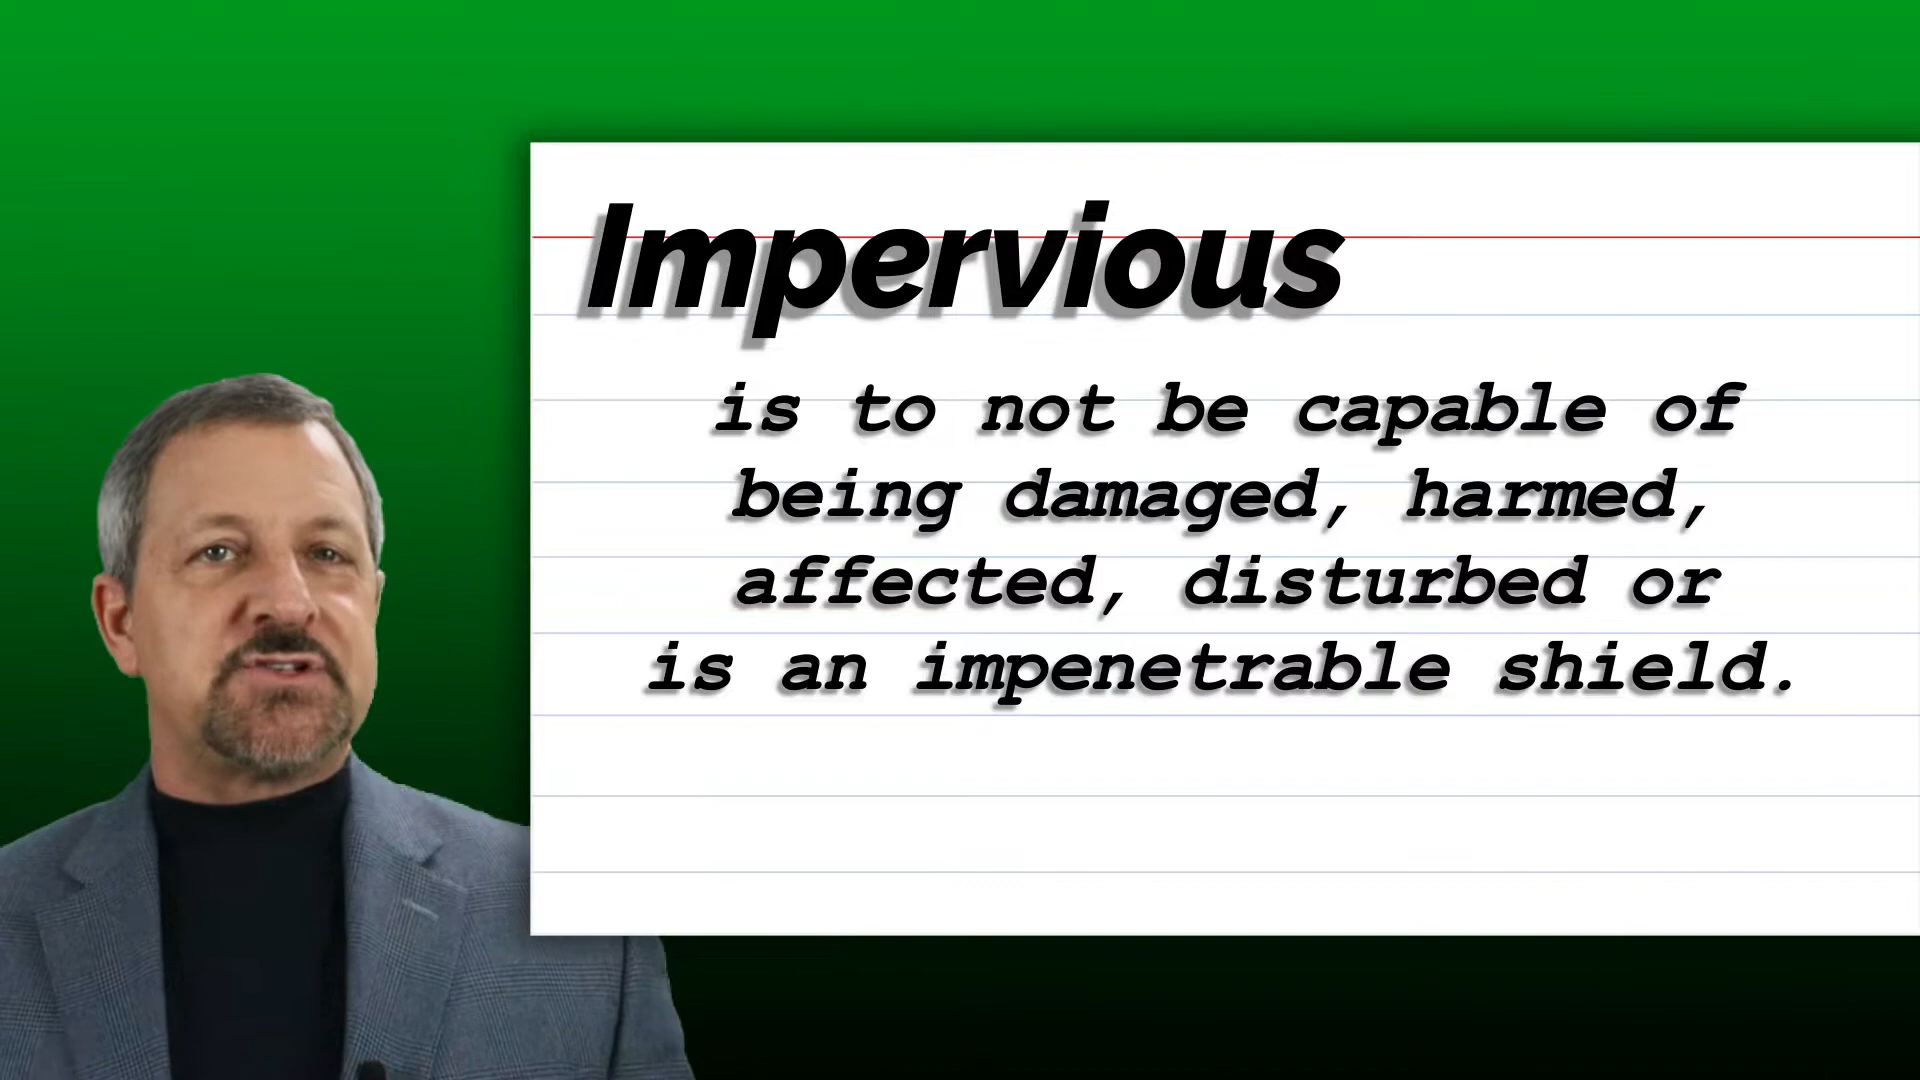 Impervious
is to not be capable of
being damaged, harmed,
affected, disturbed or
is an impenetrable shield.